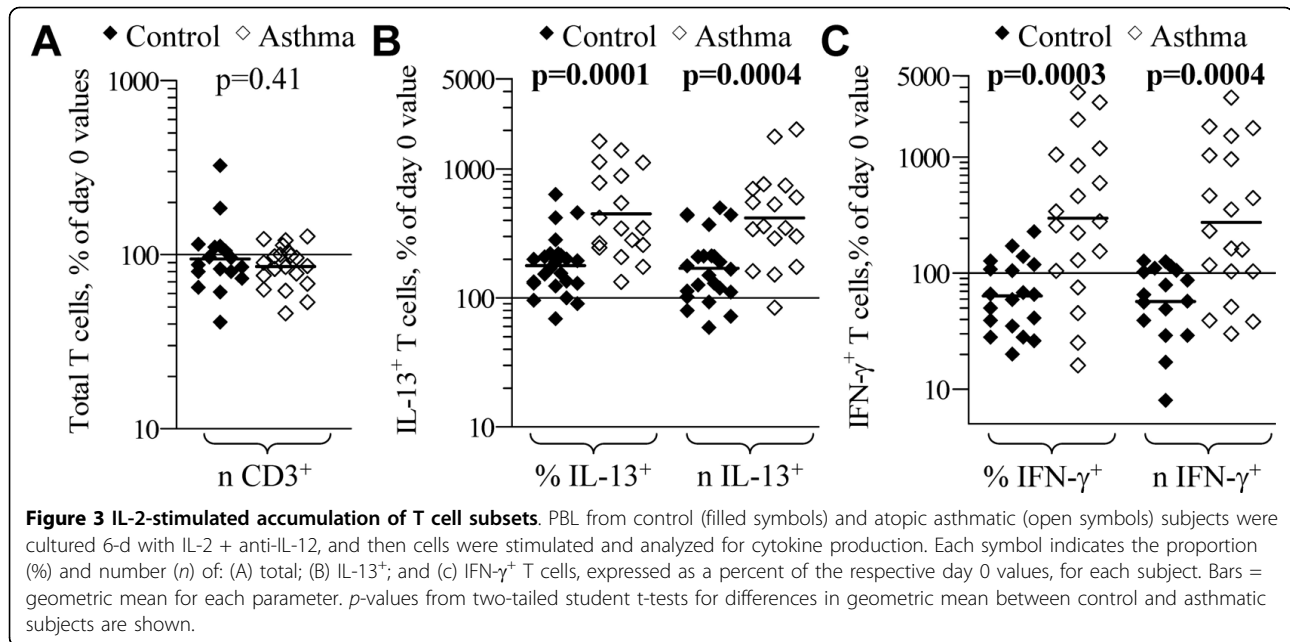 A ◆ Control ◇ Asthma
p=0.41
Total T cells, % of day 0 values
1000
100
10
n CD3⁺
B ◆ Control ◇ Asthma
p=0.0001 p=0.0004
IL-13⁺ T cells, % of day 0 value
5000
1000
100
10
% IL-13⁺ n IL-13⁺
C ◆ Control ◇ Asthma
p=0.0003 p=0.0004
IFN-γ⁺ T cells,% of day 0 value
5000
1000
100
10
% IFN-γ⁺ n IFN-γ⁺
Figure 3 IL-2-stimulated accumulation of T cell subsets. PBL from control (filled symbols) and atopic asthmatic (open symbols) subjects were
cultured 6-d with IL-2 + anti-IL-12, and then cells were stimulated and analyzed for cytokine production. Each symbol indicates the proportion
(%) and number (n) of: (A) total; (B) IL-13⁺; and (c) IFN-γ⁺ T cells, expressed as a percent of the respective day 0 values, for each subject. Bars =
geometric mean for each parameter. p-values from two-tailed student t-tests for differences in geometric mean between control and asthmatic
subjects are shown.